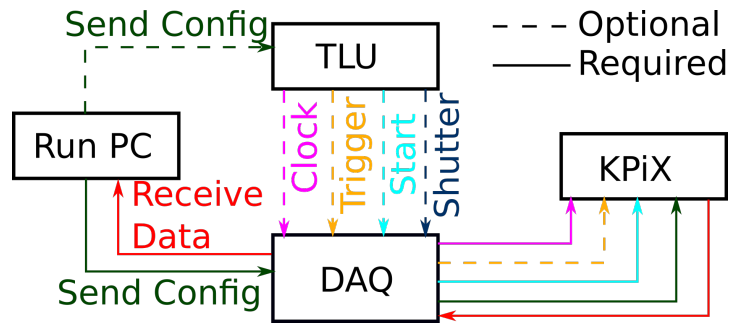 Send Config
TLU
Optional
Required
Run PC
Clock
Trigger
Start
Shutter
KPiX
Receive
Data
Send Config
DAQ